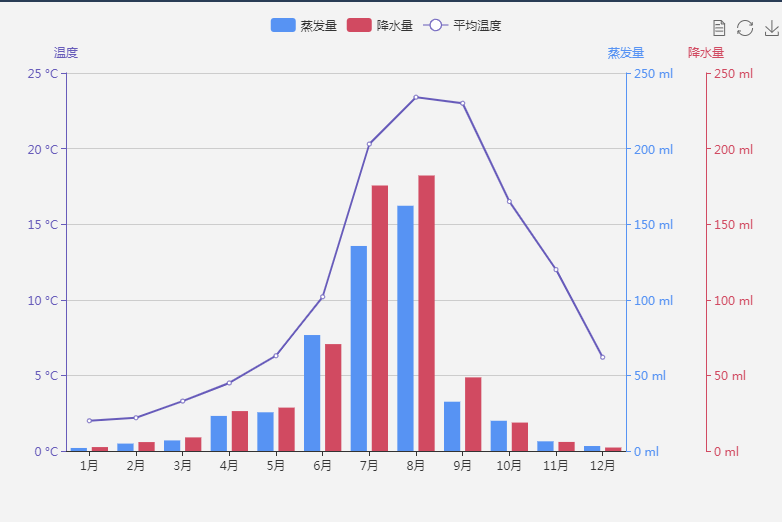 蒸发量 降水量 平均温度
温度 蒸发量 降水量
25 °C 250 ml 250 ml
20 °C 200 ml 200 ml
15 °C 150 ml 150 ml
10 °C 100 ml 100 ml
5 °C 50 ml 50 ml
0 °C 0 ml 0 ml
1月 2月 3月 4月 5月 6月 7月 8月 9月 10月 11月 12月